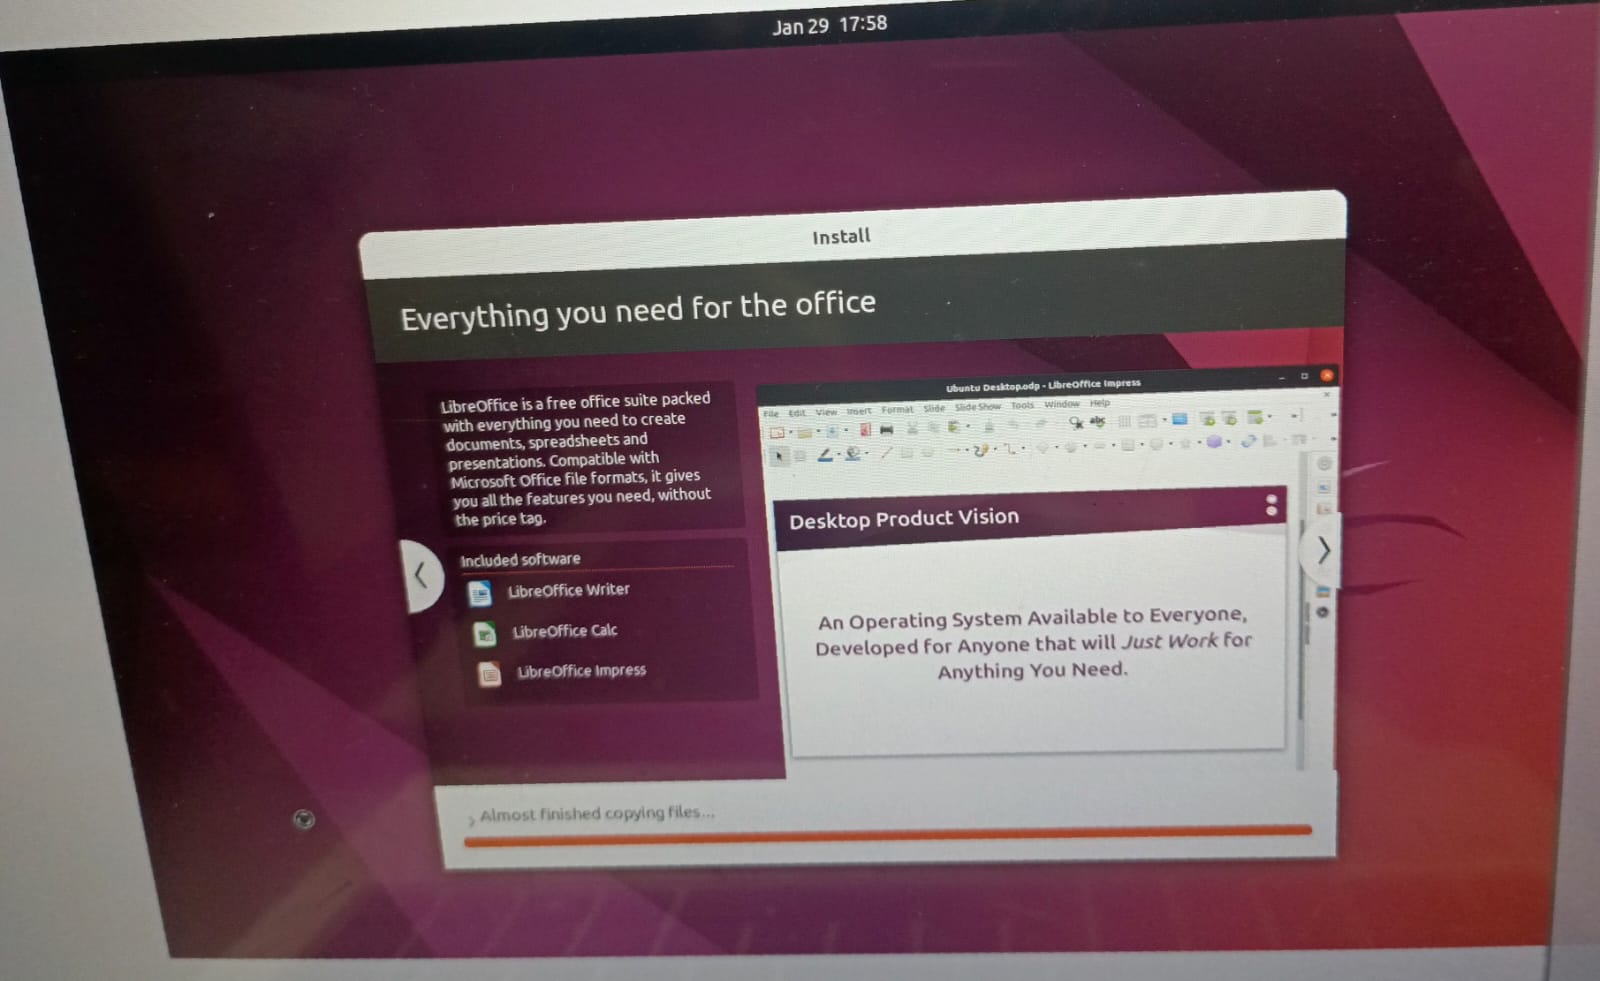 Jan 29 17:58
Install
Everything you need for the office
LibreOffice is a free office suite packed
with everything you need to create
documents, spreadsheets and
presentations. Compatible with
Microsoft Office file formats, it gives
you all the features you need, without
the price tag.
Included software
LibreOffice Writer
LibreOffice Calc
LibreOffice Impress
Ubuntu Desktop.odp - LibreOffice Impress
File Edit View Insert Format Slide Slide Show Tools Window Help
abc
Desktop Product Vision
An Operating System Available to Everyone,
Developed for Anyone that will Just Work for
Anything You Need.
Almost finished copying files...